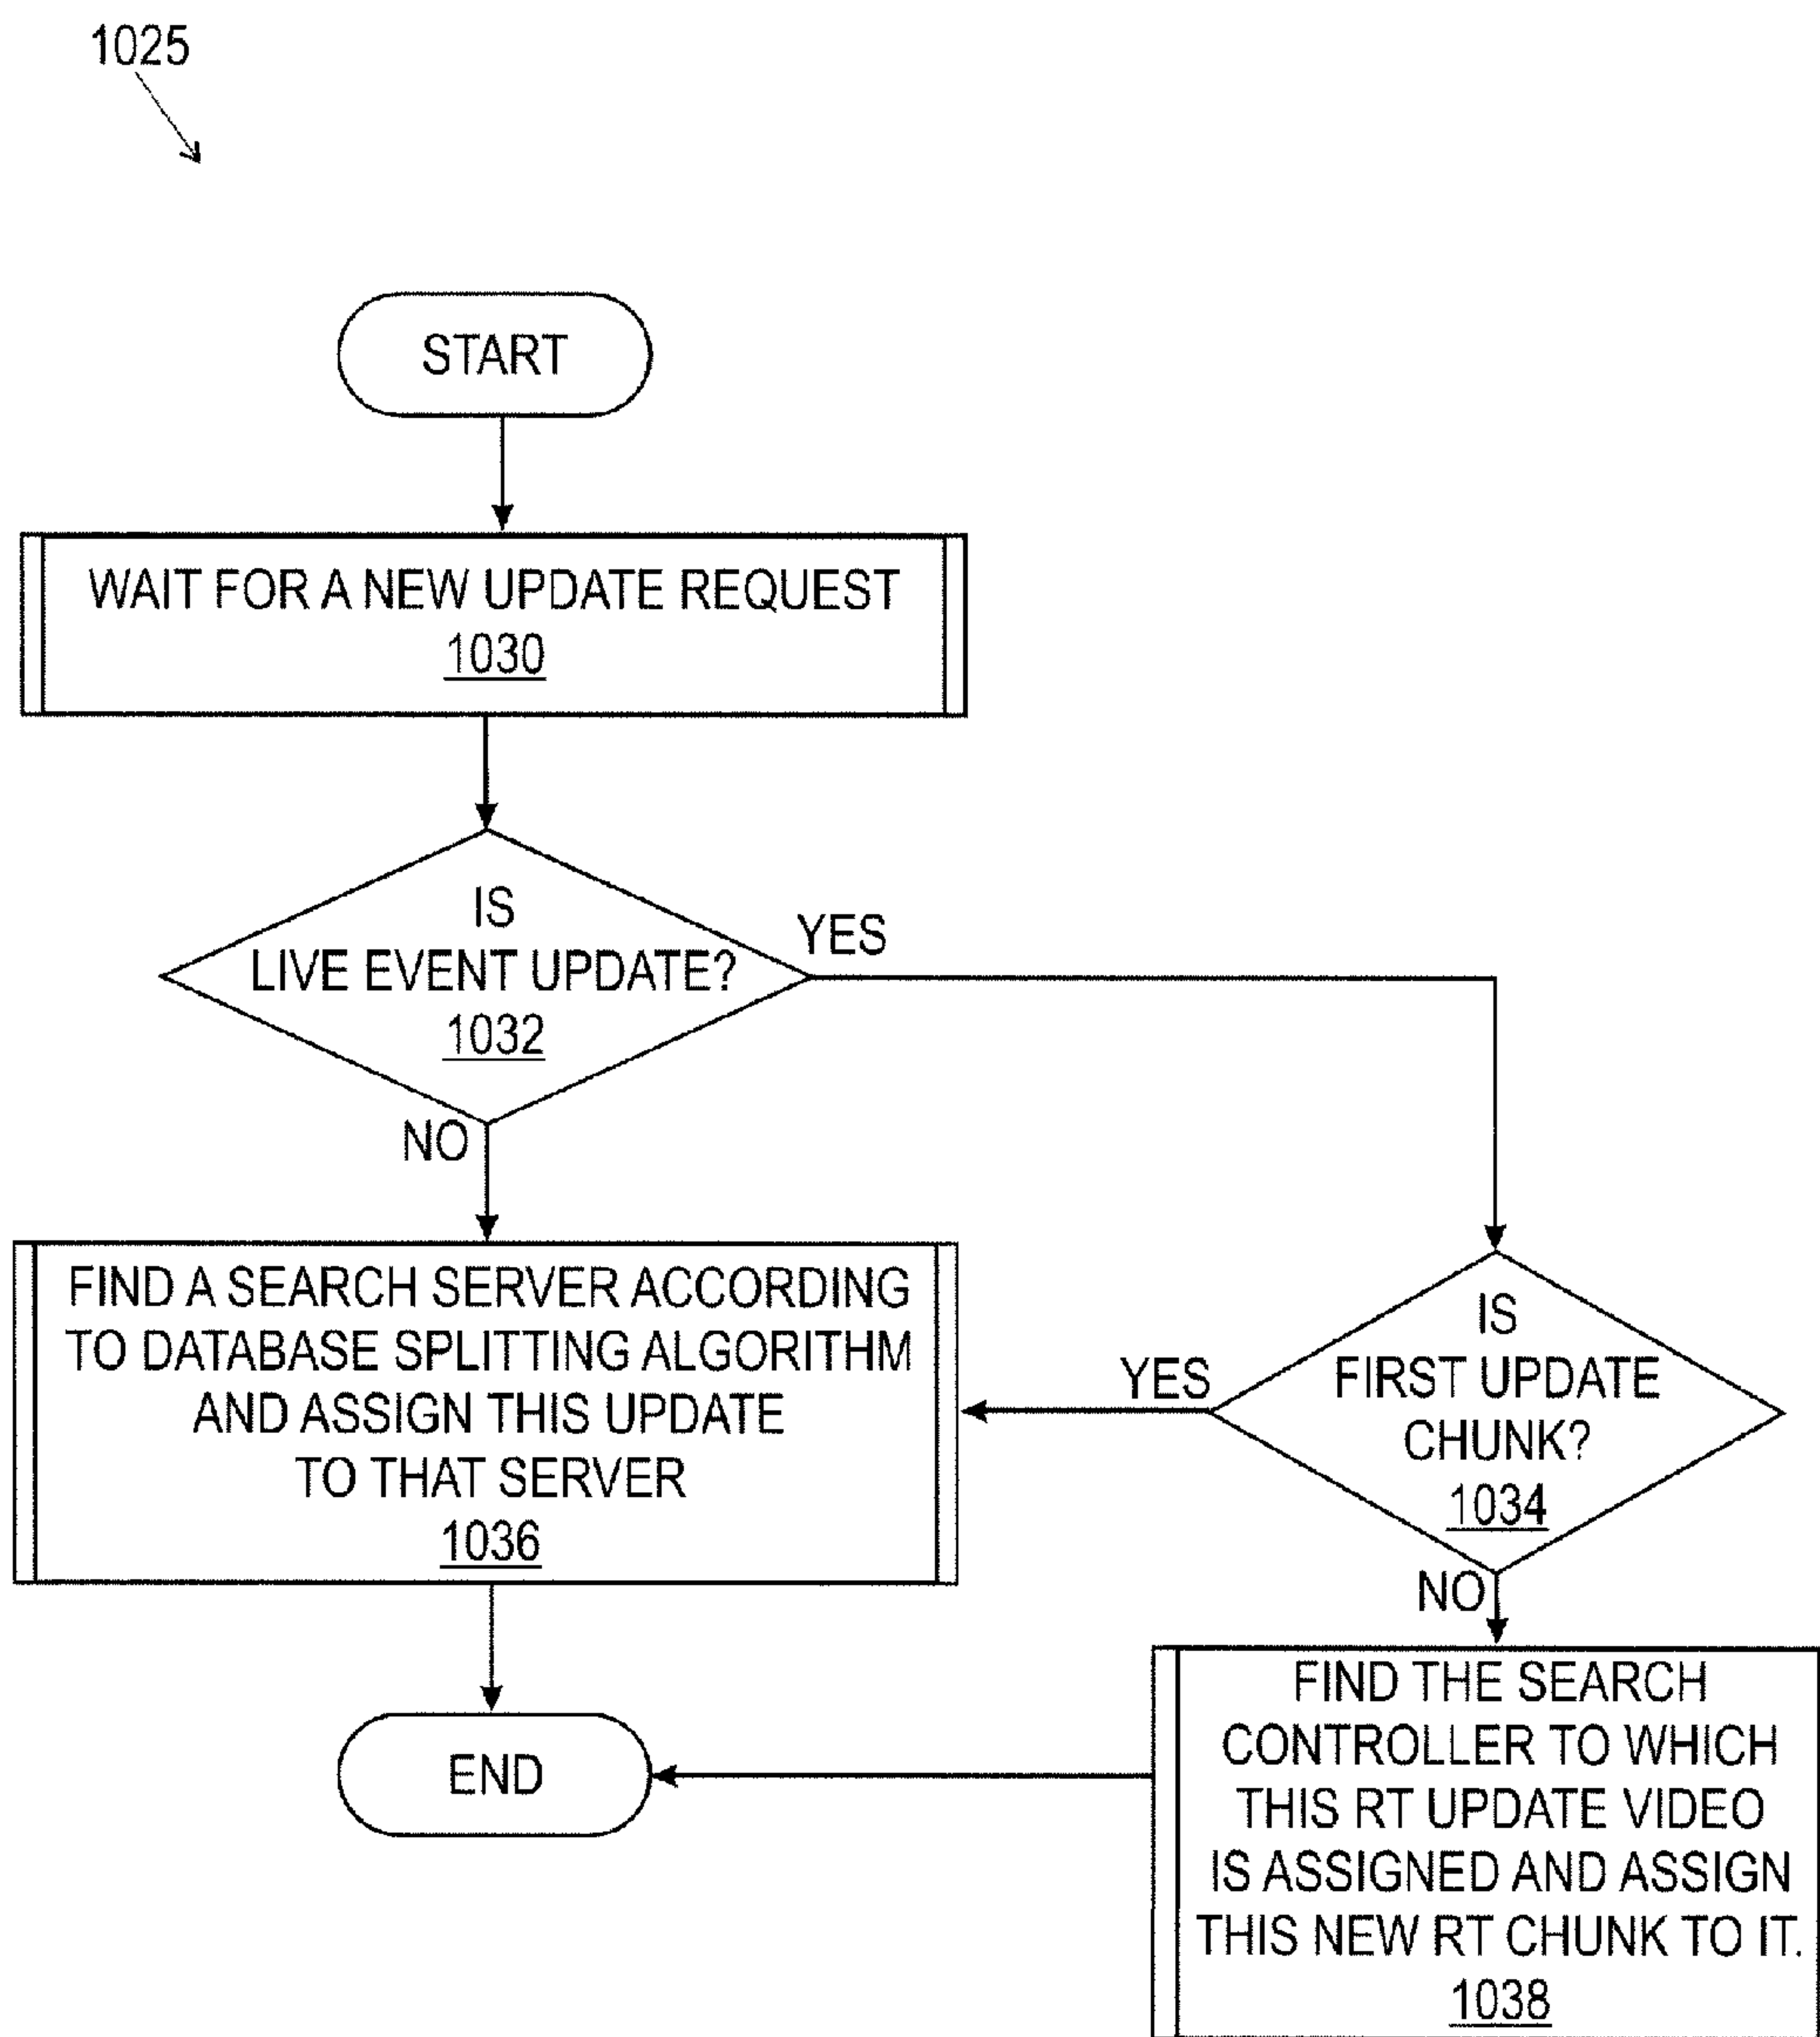 1025
START
WAIT FOR A NEW UPDATE REQUEST
1030
IS
LIVE EVENT UPDATE?
1032
YES
NO
FIND A SEARCH SERVER ACCORDING
TO DATABASE SPLITTING ALGORITHM
AND ASSIGN THIS UPDATE
TO THAT SERVER
1036
YES
IS
FIRST UPDATE
CHUNK?
1034
NO
FIND THE SEARCH
CONTROLLER TO WHICH
THIS RT UPDATE VIDEO
IS ASSIGNED AND ASSIGN
THIS NEW RT CHUNK TO IT.
1038
END